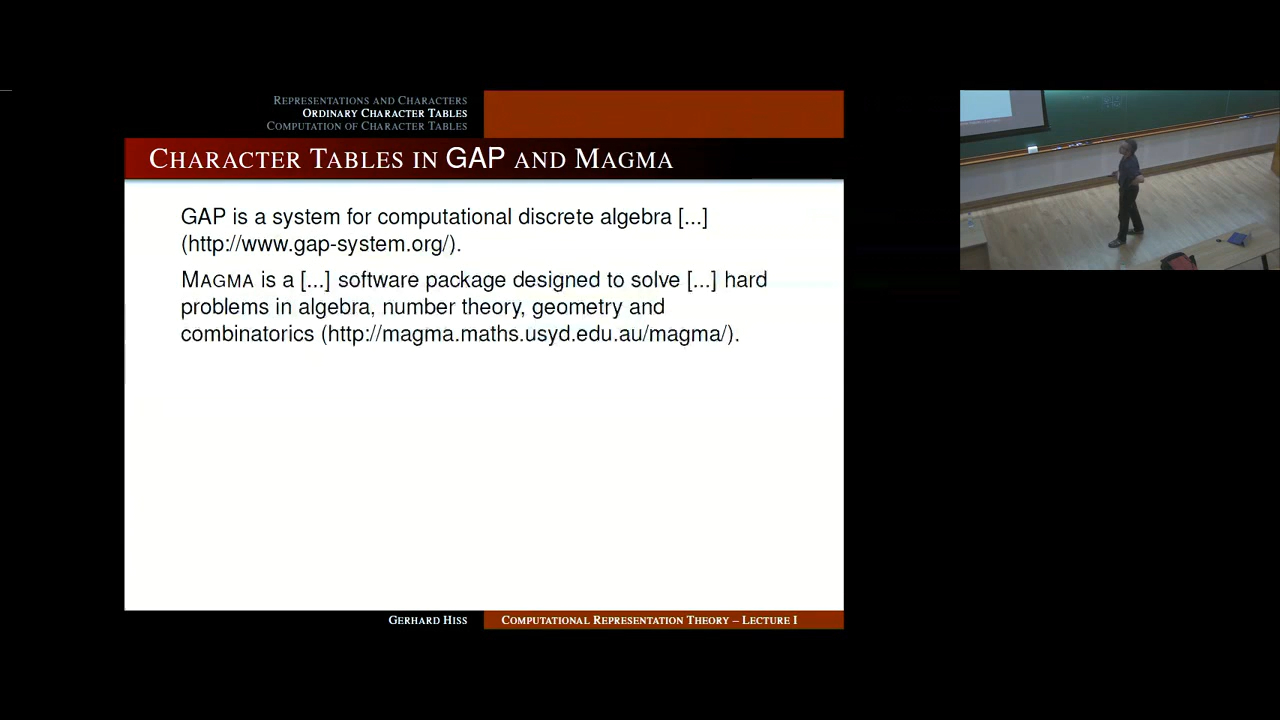 REPRESENTATIONS AND CHARACTERS
ORDINARY CHARACTER TABLES
COMPUTATION OF CHARACTER TABLES
CHARACTER TABLES IN GAP AND MAGMA
GAP is a system for computational discrete algebra [...]
(http://www.gap-system.org/).
MAGMA is a [...] software package designed to solve [...] hard
problems in algebra, number theory, geometry and
combinatorics (http://magma.maths.usyd.edu.au/magma/).
GERHARD HISS
COMPUTATIONAL REPRESENTATION THEORY – LECTURE I